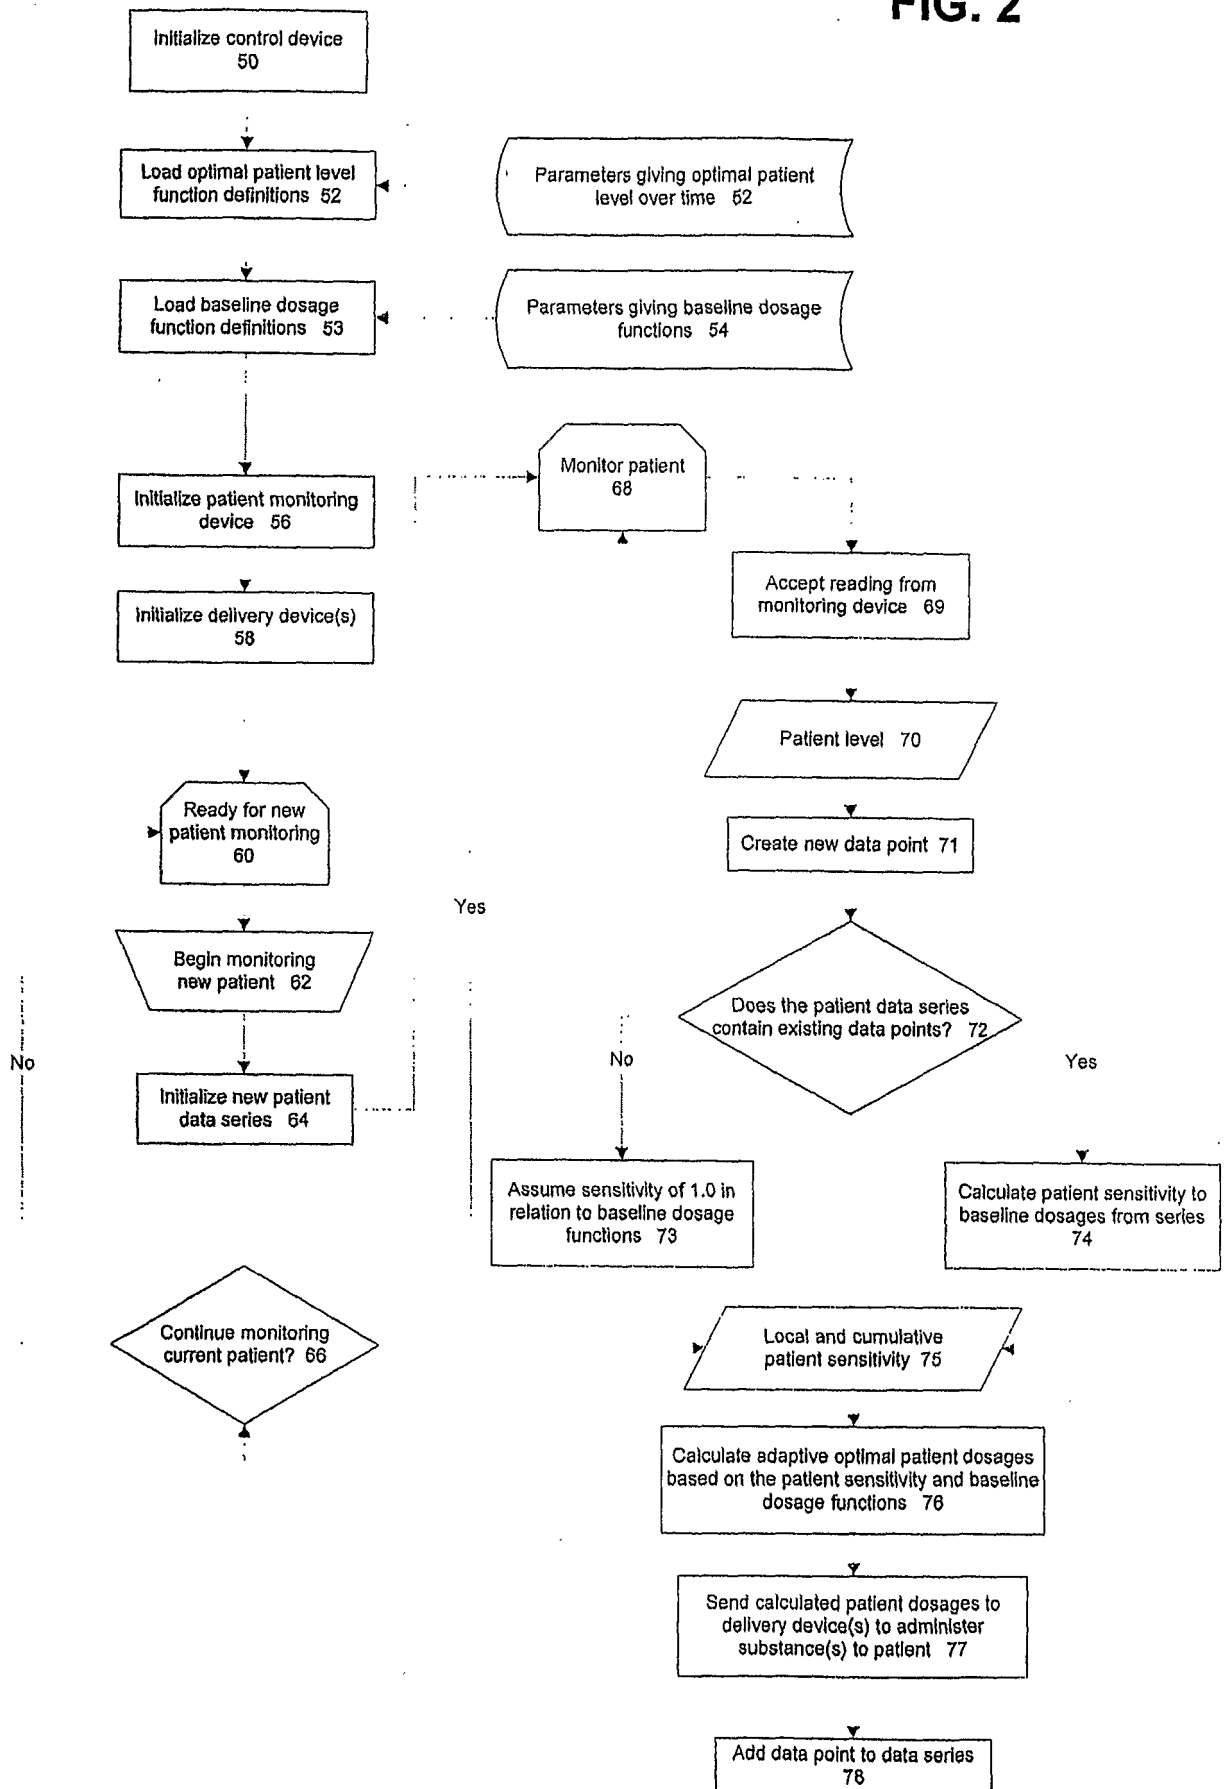 FIG. 2
Initialize control device
50
Load optimal patient level
function definitions 52
Parameters giving optimal patient
level over time 52
Load baseline dosage
function definitions 53
Parameters giving baseline dosage
functions 54
Monitor patient
68
Initialize patient monitoring
device 56
Accept reading from
monitoring device 69
Initialize delivery device(s)
58
Patient level 70
Ready for new
patient monitoring
60
Create new data point 71
Yes
Begin monitoring
new patient 62
Does the patient data series
contain existing data points? 72
No
No
Yes
Initialize new patient
data series 64
Assume sensitivity of 1.0 in
relation to baseline dosage
functions 73
Calculate patient sensitivity to
baseline dosages from series
74
Continue monitoring
current patient? 66
Local and cumulative
patient sensitivity 75
Calculate adaptive optimal patient dosages
based on the patient sensitivity and baseline
dosage functions 76
Send calculated patient dosages to
delivery device(s) to administer
substance(s) to patient 77
Add data point to data series
78